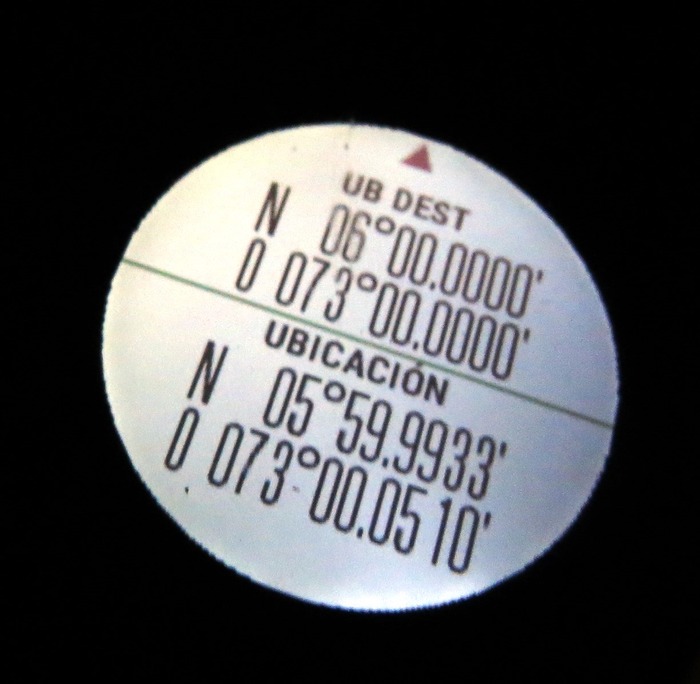 UB DEST
N 06°00.0000'
O 073°00.0000'
UBICACIÓN
N 05°59.9933'
O 073°00.0510'